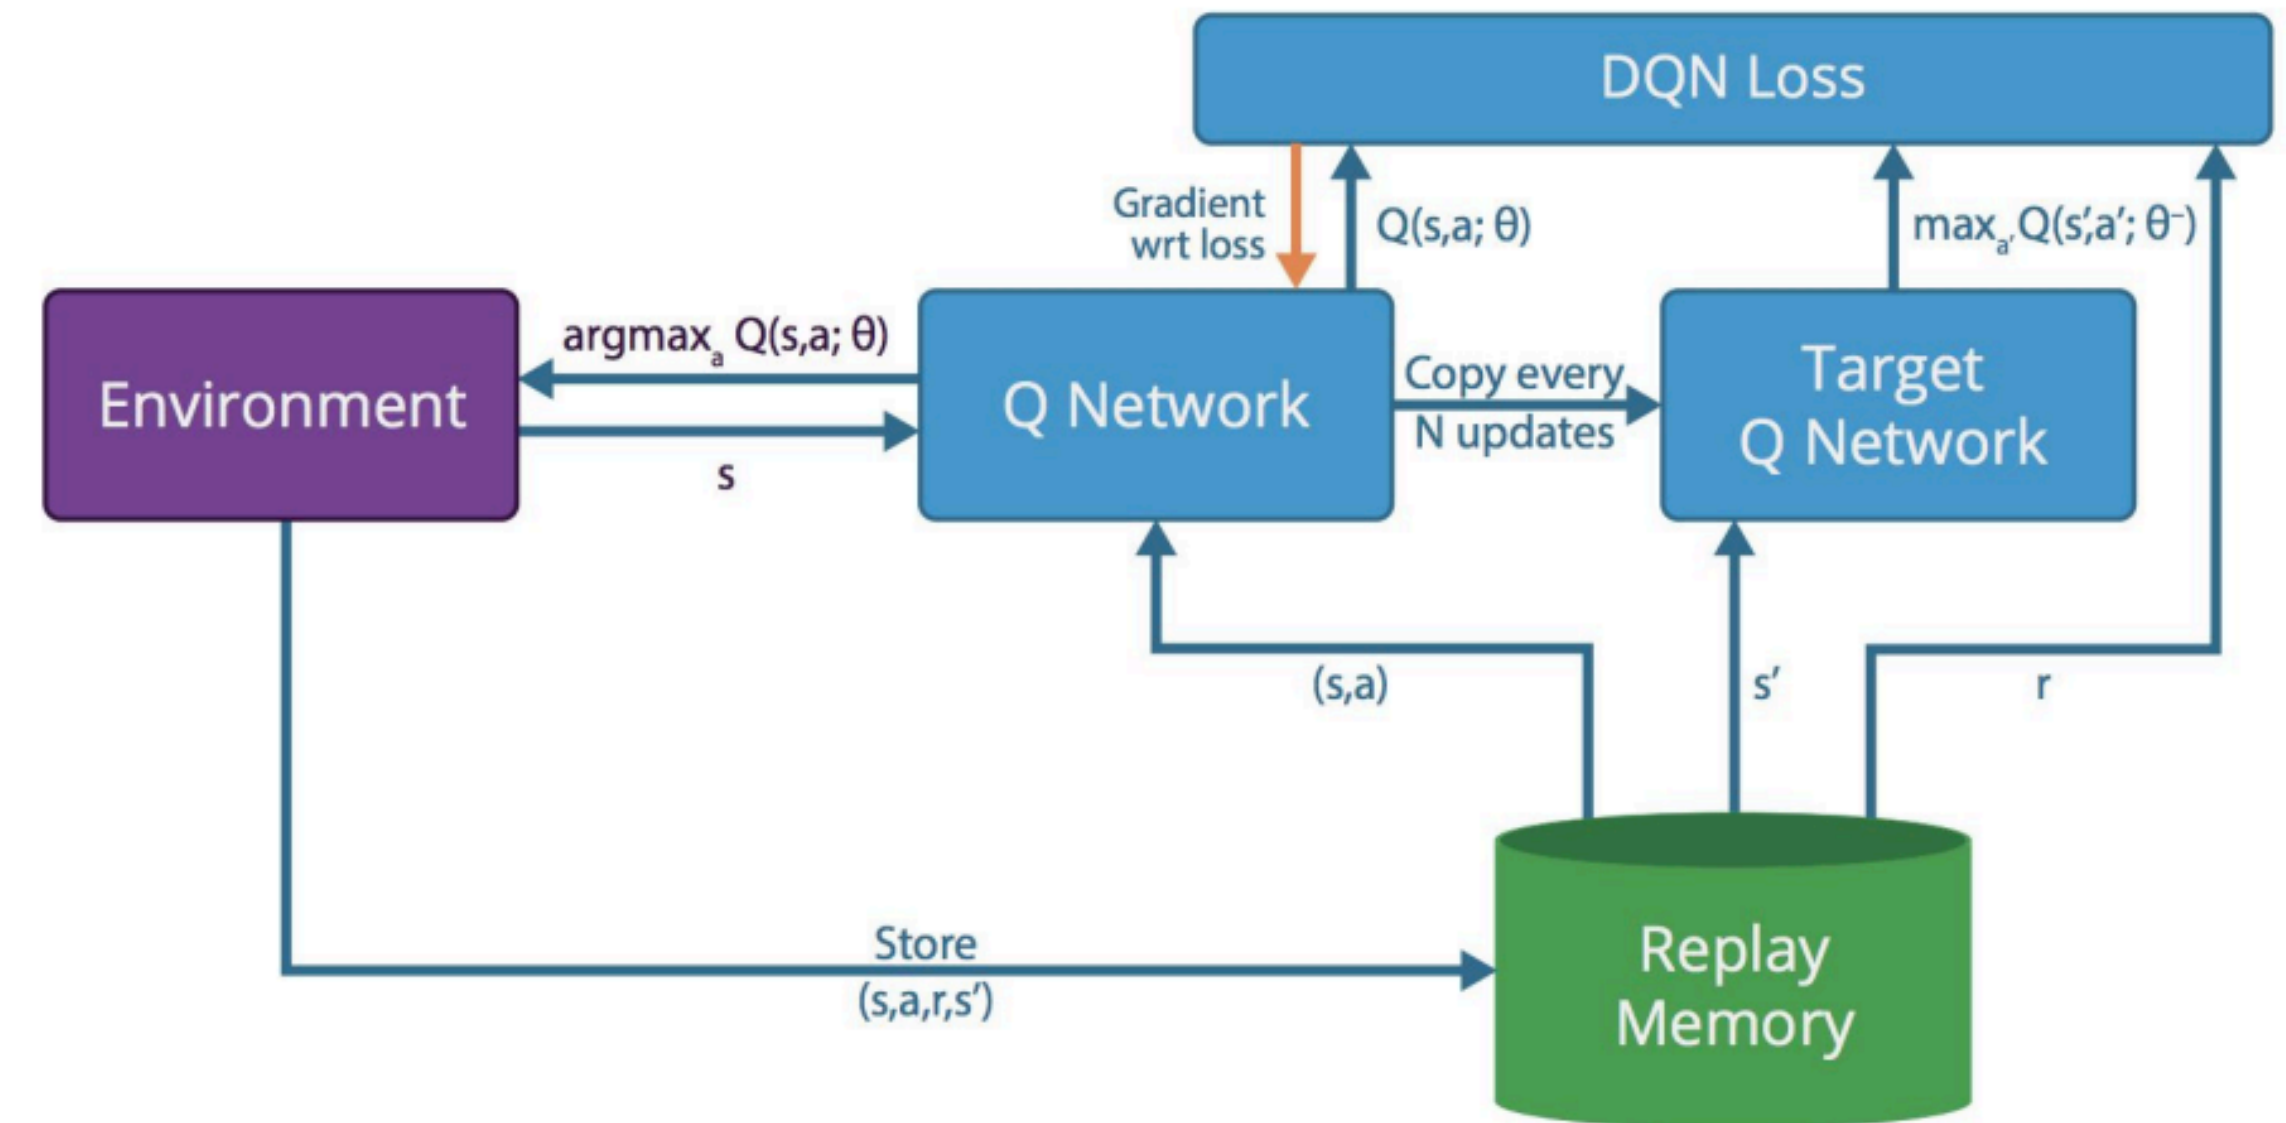 DQN Loss
Gradient
wrt loss
Q(s,a; θ)
maxₐ′ Q(s′,a′; θ⁻)
Environment
argmaxₐ Q(s,a; θ)
s
Q Network
Copy every
N updates
Target
Q Network
(s,a)
s′
r
Store
(s,a,r,s′)
Replay
Memory